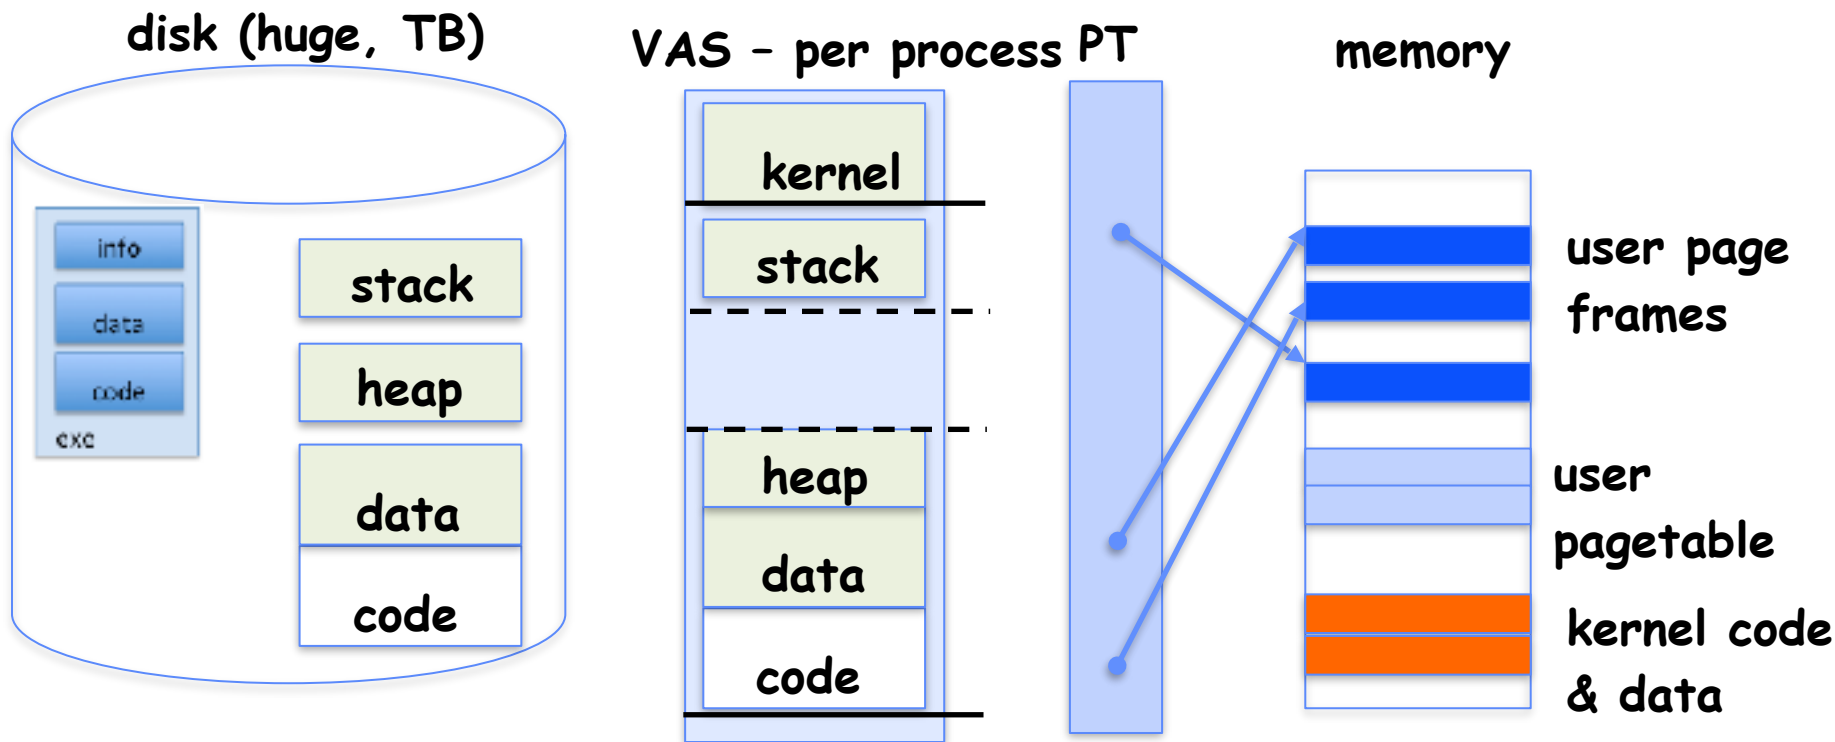 disk (huge, TB)
info
data
code
exe
stack
heap
data
code
VAS – per process
kernel
stack
heap
data
code
PT
memory
user page
frames
user
pagetable
kernel code
& data